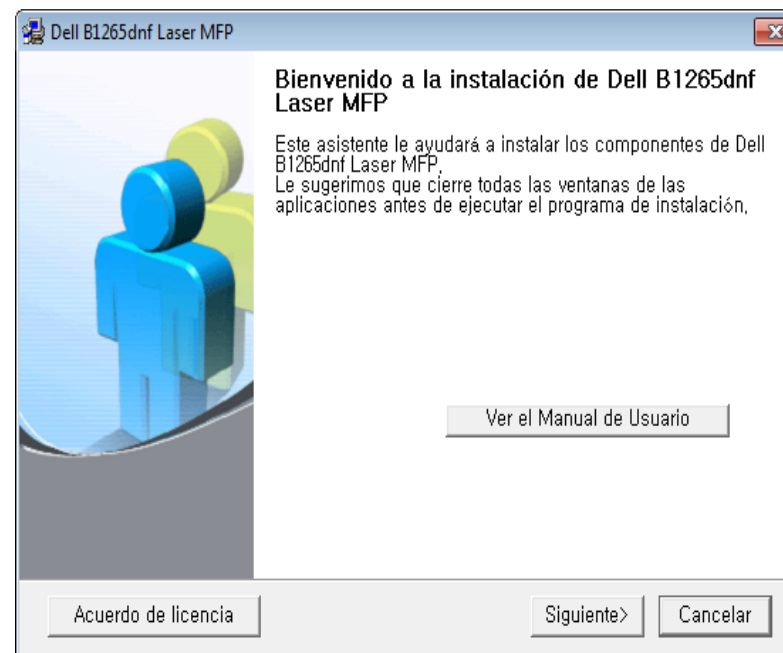 Dell B1265dnf Laser MFP
Bienvenido a la instalación de Dell B1265dnf
Laser MFP
Este asistente le ayudará a instalar los componentes de Dell
B1265dnf Laser MFP,
Le sugerimos que cierre todas las ventanas de las
aplicaciones antes de ejecutar el programa de instalación,
Ver el Manual de Usuario
Acuerdo de licencia
Siguiente>
Cancelar